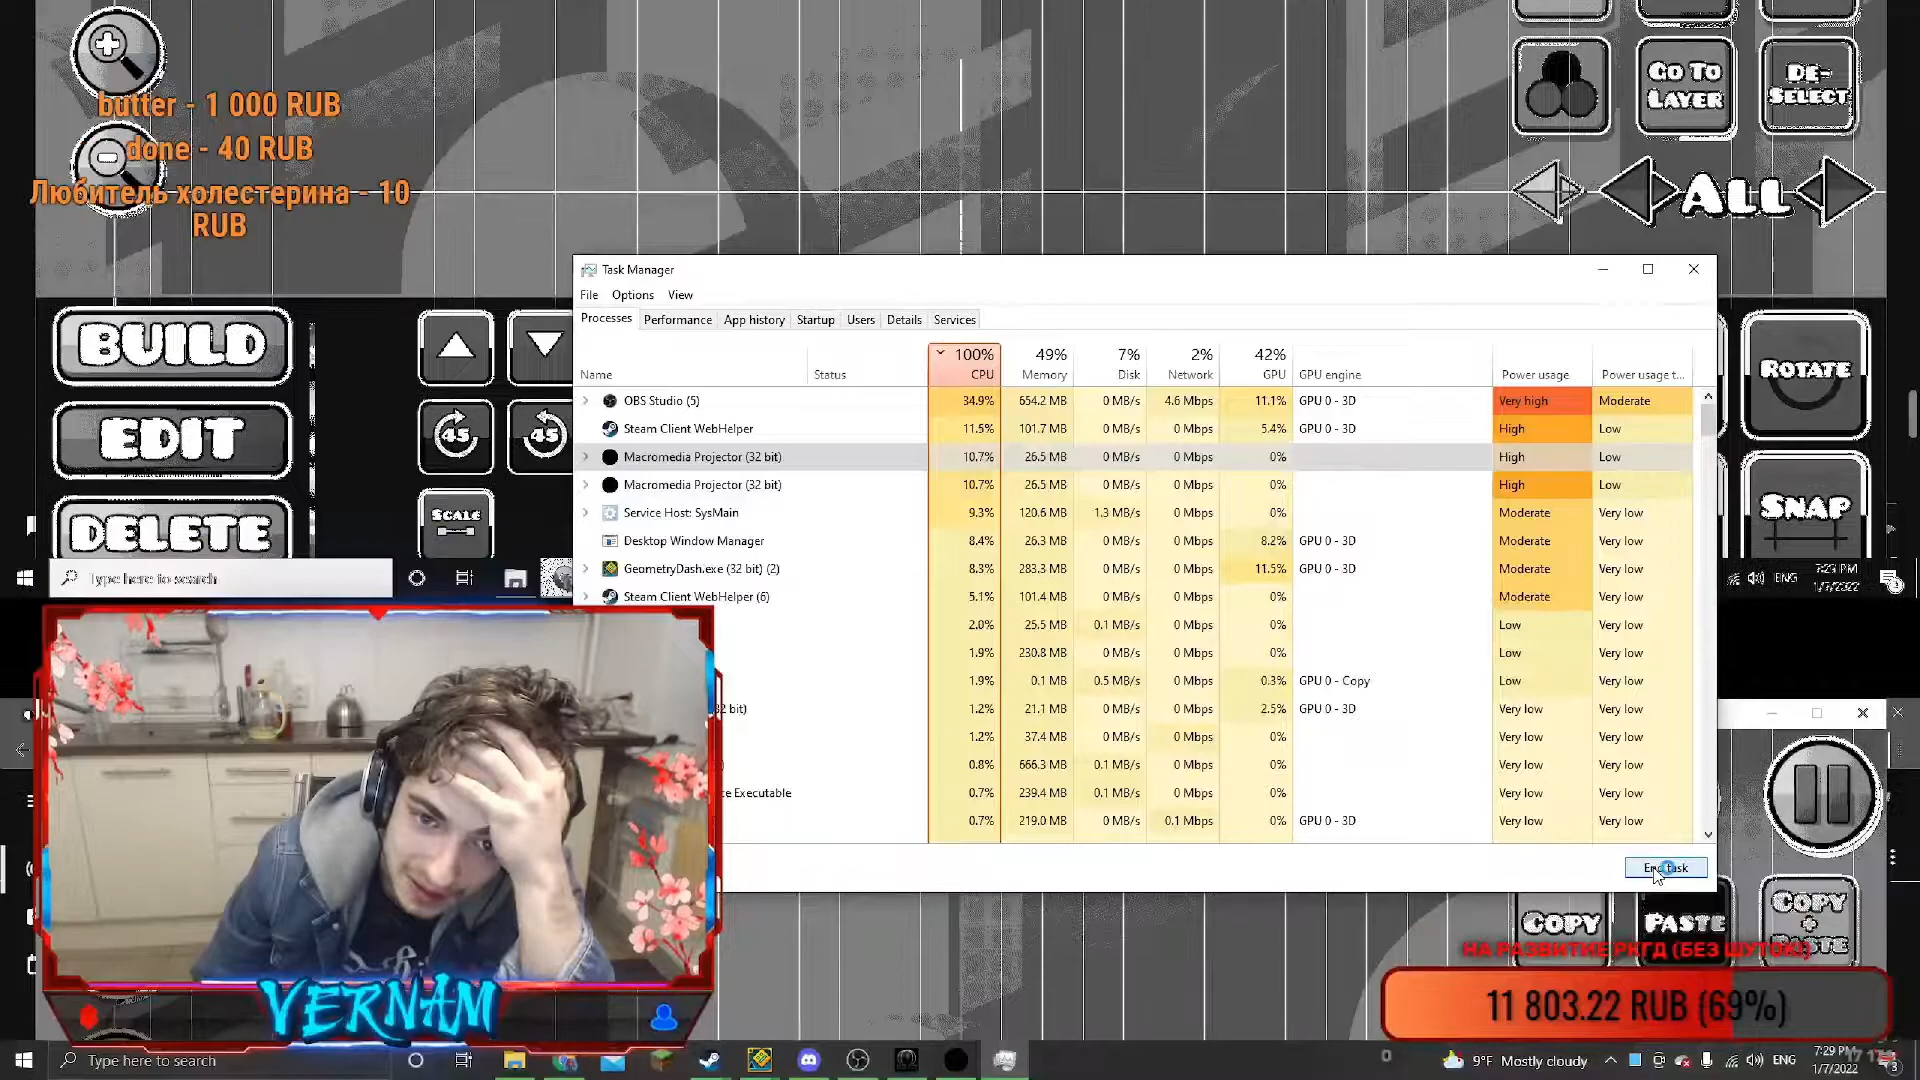 butter - 1 000 RUB
done - 40 RUB
Любитель холестерина - 10
RUB
GO TO
LAYER
DE-
SELECT
ALL
BUILD
EDIT
DELETE
45
45
SCALE
ROTATE
SNAP
Type here to search
ENG
7:23 PM
1/7/2022
Task Manager
File Options View
Processes Performance App history Startup Users Details Services
100% 49% 7% 2% 42%
Name Status CPU Memory Disk Network GPU GPU engine Power usage Power usage t...
OBS Studio (5) 34.9% 654.2 MB 0 MB/s 4.6 Mbps 11.1% GPU 0 - 3D Very high Moderate
Steam Client WebHelper 11.5% 101.7 MB 0 MB/s 0 Mbps 5.4% GPU 0 - 3D High Low
Macromedia Projector (32 bit) 10.7% 26.5 MB 0 MB/s 0 Mbps 0% High Low
Macromedia Projector (32 bit) 10.7% 26.5 MB 0 MB/s 0 Mbps 0% High Low
Service Host: SysMain 9.3% 120.6 MB 1.3 MB/s 0 Mbps 0% Moderate Very low
Desktop Window Manager 8.4% 26.3 MB 0 MB/s 0 Mbps 8.2% GPU 0 - 3D Moderate Very low
GeometryDash.exe (32 bit) (2) 8.3% 283.3 MB 0 MB/s 0 Mbps 11.5% GPU 0 - 3D Moderate Very low
Steam Client WebHelper (6) 5.1% 101.4 MB 0 MB/s 0 Mbps 0% Moderate Very low
2.0% 25.5 MB 0.1 MB/s 0 Mbps 0% Low Very low
1.9% 230.8 MB 0 MB/s 0 Mbps 0% Low Very low
1.9% 0.1 MB 0.5 MB/s 0 Mbps 0.3% GPU 0 - Copy Low Very low
32 bit) 1.2% 21.1 MB 0 MB/s 0 Mbps 2.5% GPU 0 - 3D Very low Very low
1.2% 37.4 MB 0 MB/s 0 Mbps 0% Very low Very low
0.8% 666.3 MB 0.1 MB/s 0 Mbps 0% Very low Very low
ce Executable 0.7% 239.4 MB 0.1 MB/s 0 Mbps 0% Very low Very low
0.7% 219.0 MB 0 MB/s 0.1 Mbps 0% GPU 0 - 3D Very low Very low
End task
COPY
PASTE
COPY
+
PASTE
НА РАЗВИТИЕ РКГД (БЕЗ ШУТОК!)
11 803.22 RUB (69%)
VERNAM
Type here to search
0
9°F Mostly cloudy
ENG
7:29 PM
1/7/2022
3